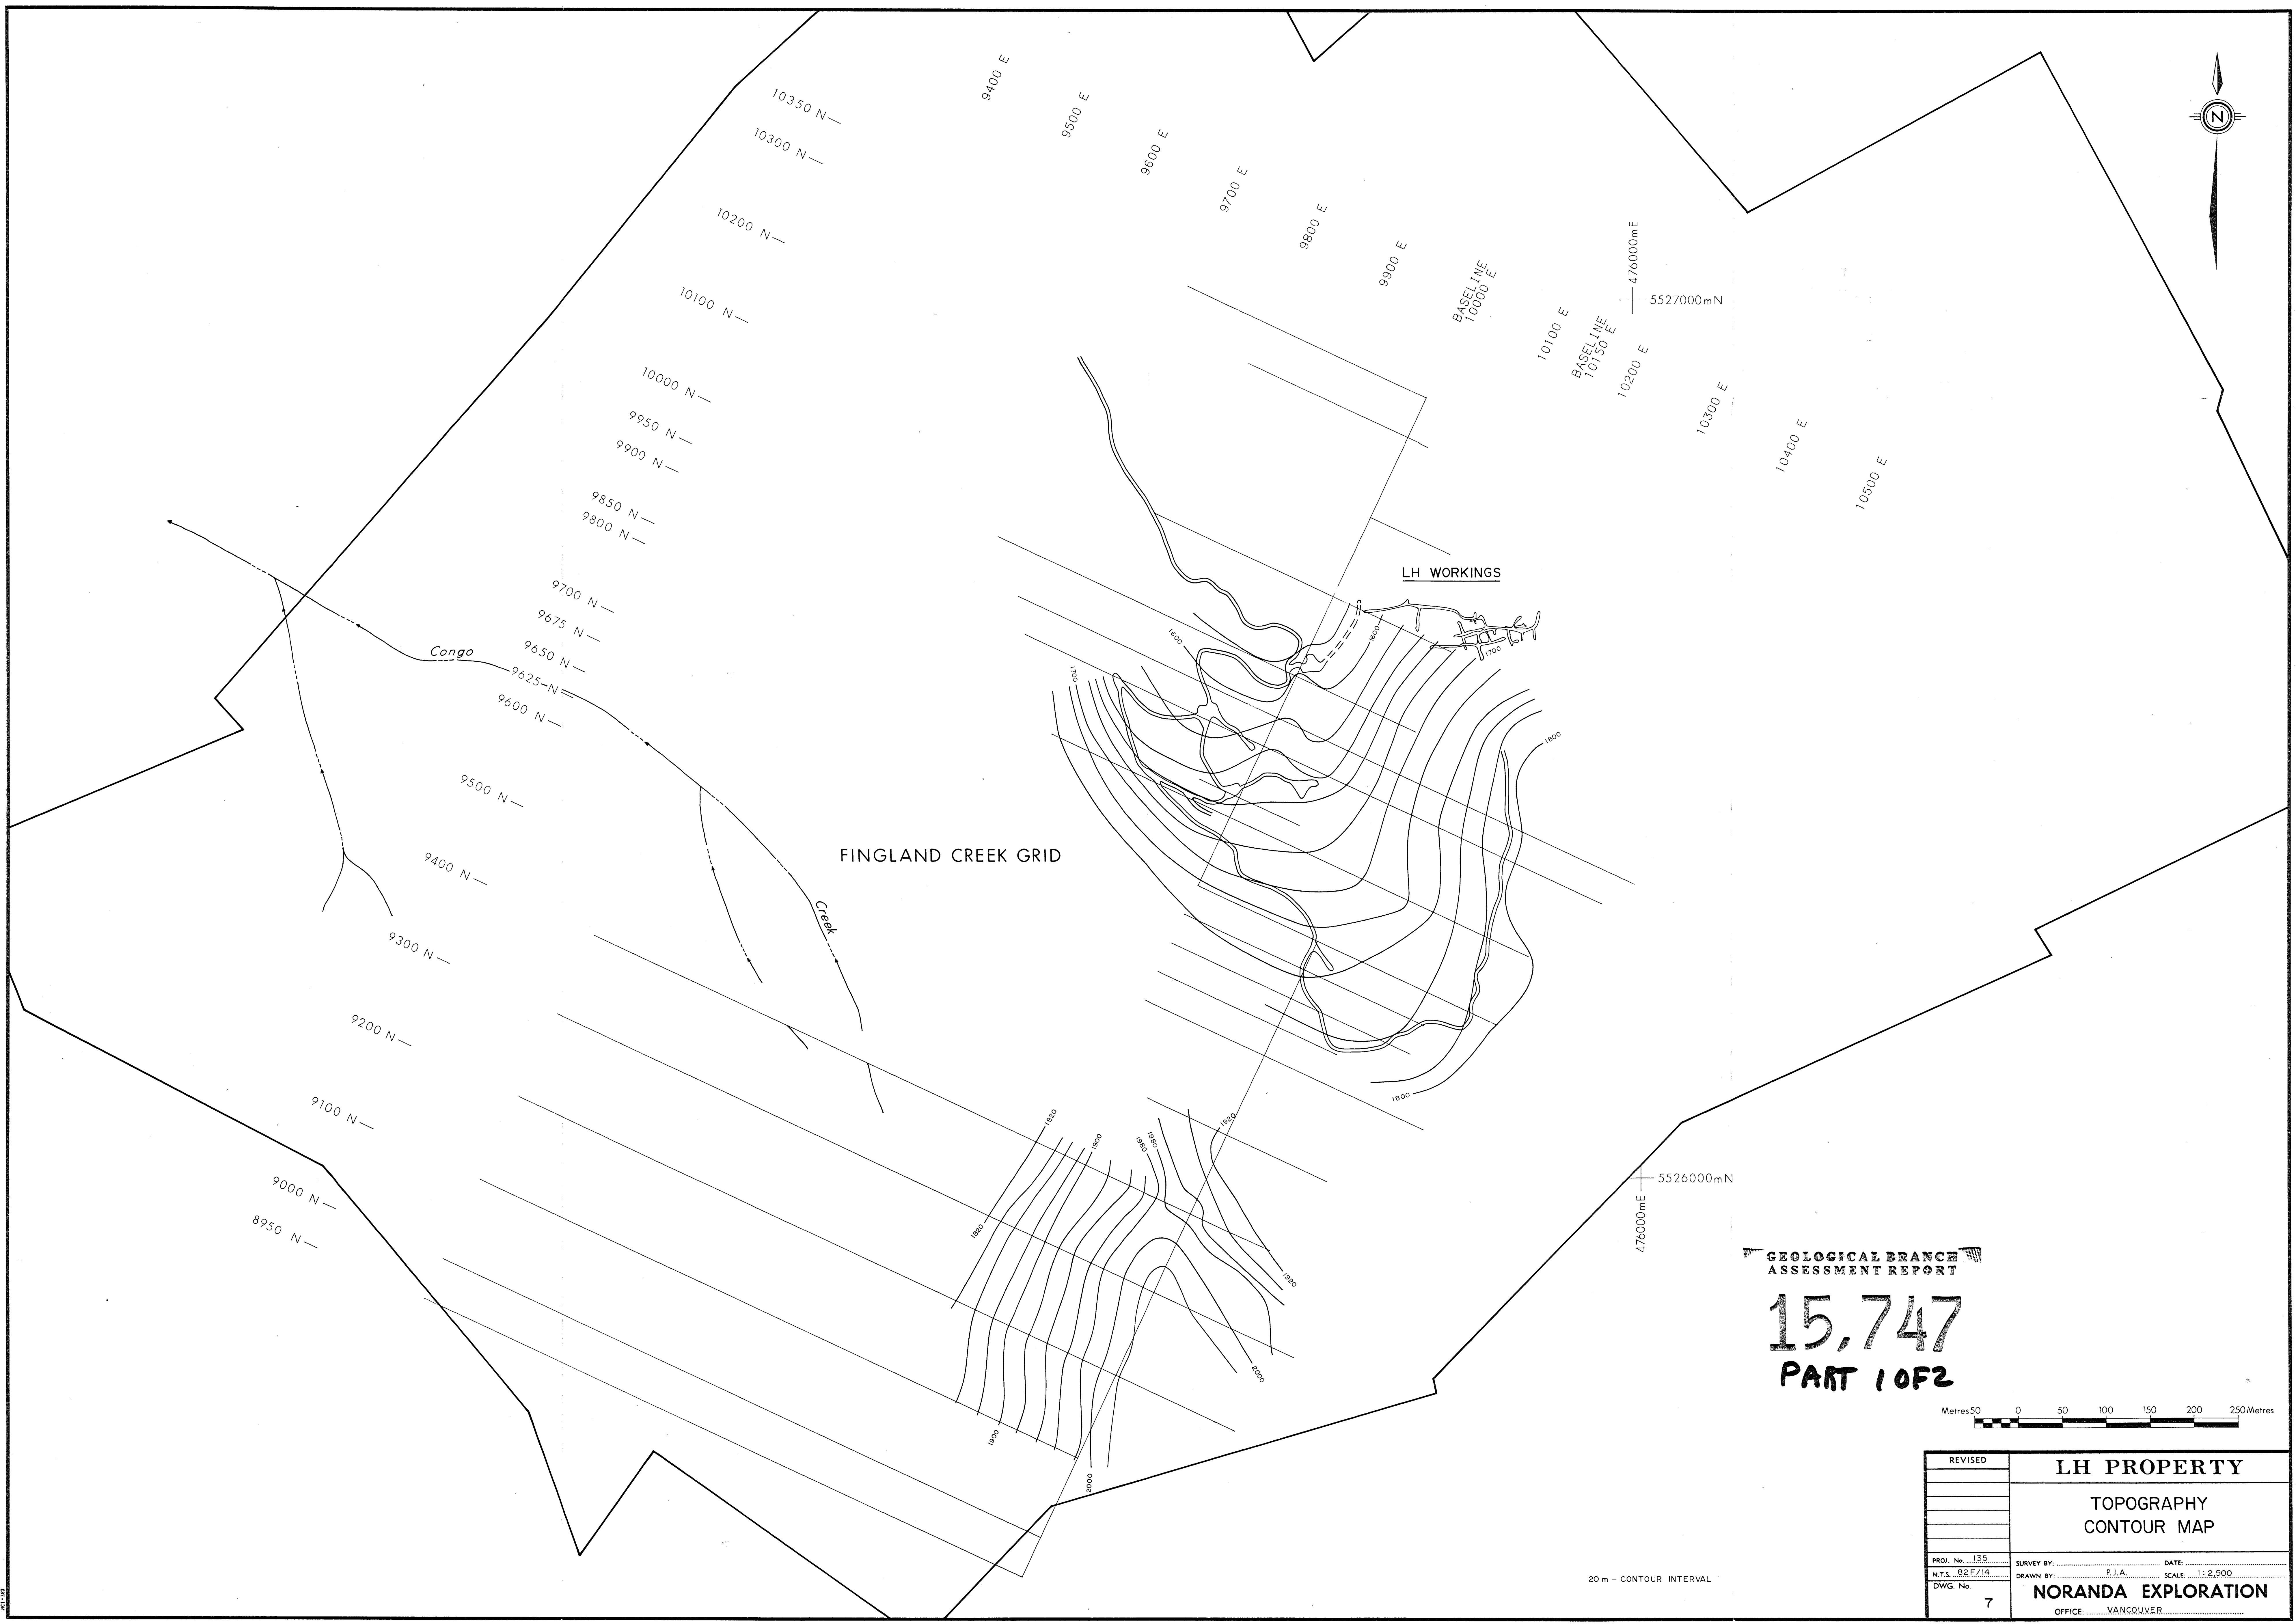 9400 E
9500 E
9600 E
9700 E
9800 E
9900 E
BASELINE
10000 E
10100 E
BASELINE
10150 E
10200 E
10300 E
10400 E
10500 E
10350 N
10300 N
10200 N
10100 N
10000 N
9950 N
9900 N
9850 N
9800 N
9700 N
9675 N
9650 N
9625 N
9600 N
9500 N
9400 N
9300 N
9200 N
9100 N
9000 N
8950 N
N
476000mE
5527000mN
LH WORKINGS
Congo
Creek
FINGLAND CREEK GRID
1600
1600
1700
1700
1800
1800
1820
1900
1980
1980
1920
1820
1920
2000
1900
2000
5526000mN
476000mE
GEOLOGICAL BRANCH
ASSESSMENT REPORT
15,747
PART 1 OF 2
Metres 50 0 50 100 150 200 250 Metres
20 m - CONTOUR INTERVAL
REVISED
LH PROPERTY
TOPOGRAPHY
CONTOUR MAP
PROJ. No. 135
SURVEY BY: DATE:
N.T.S. 82F/14
DRAWN BY: P.J.A. SCALE: 1:2,500
DWG. No.
7
NORANDA EXPLORATION
OFFICE: VANCOUVER